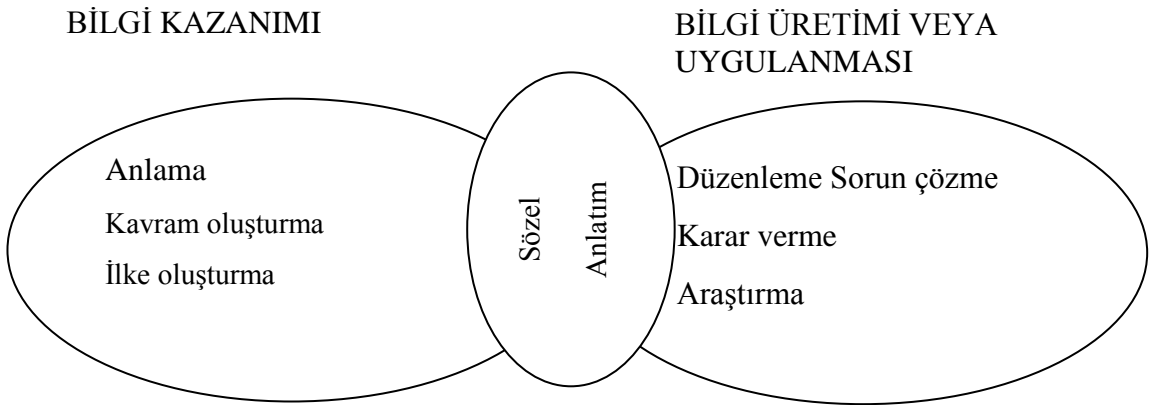 BİLGİ KAZANIMI
BİLGİ ÜRETİMİ VEYA
UYGULANMASI
Anlama
Kavram oluşturma
İlke oluşturma
Sözel
Anlatım
Düzenleme Sorun çözme
Karar verme
Araştırma